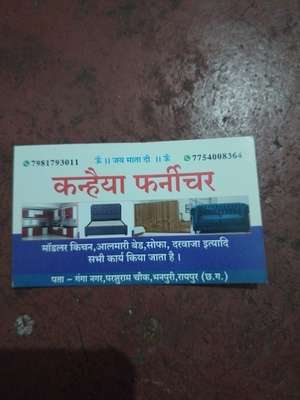 7981793011 ॐ ।। जय माता दी ।। ॐ 7754008364
कन्हैया फर्नीचर
मॉडलर किचन,आलमारी बेड,सोफा, दरवाजा इत्यादि
सभी कार्य किया जाता है ।
पता - गंगा नगर,परशुराम चौक,भनपुरी,रायपुर (छ.ग.)